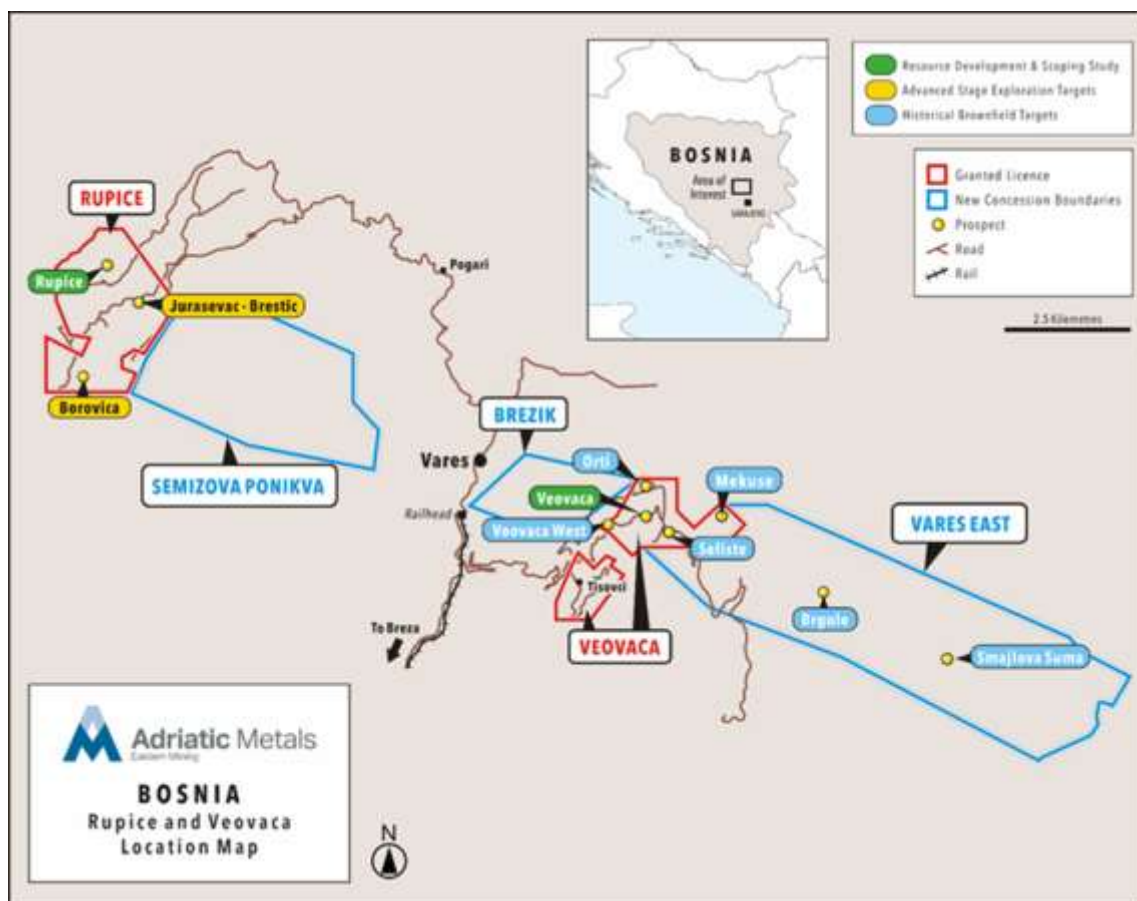 Resource Development & Scoping Study
Advanced Stage Exploration Targets
Historical Brownfield Targets
BOSNIA
Area of
Interest
SARAJEVO
Granted Licence
New Concession Boundaries
Prospect
Road
Rail
2.5 Kilometres
RUPICE
Rupice
Pogari
Jurasevac - Brestic
Borovica
SEMIZOVA PONIKVA
BREZIK
Vares
Orti
Mekuse
Veovaca
Railhead
Veovaca West
Seliste
VARES EAST
Tisovci
Brgule
To Breza
VEOVACA
Smajlova Suma
Adriatic Metals
Eastern Mining
BOSNIA
Rupice and Veovaca
Location Map
N